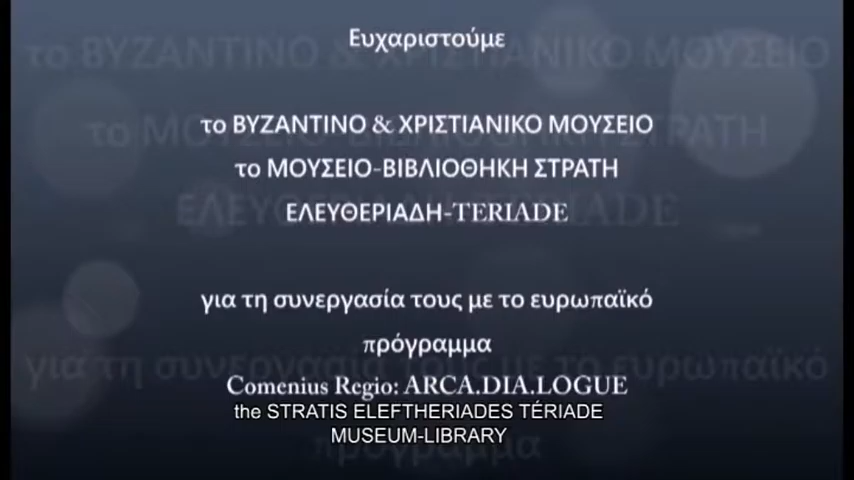 Ευχαριστούμε
το ΒΥΖΑΝΤΙΝΟ & ΧΡΙΣΤΙΑΝΙΚΟ ΜΟΥΣΕΙΟ
το ΜΟΥΣΕΙΟ-ΒΙΒΛΙΟΘΗΚΗ ΣΤΡΑΤΗ
ΕΛΕΥΘΕΡΙΑΔΗ-TERIADE
για τη συνεργασία τους με το ευρωπαϊκό
πρόγραμμα
Comenius Regio: ARCA.DIA.LOGUE
the STRATIS ELEFTHERIADES TÉRIADE
MUSEUM-LIBRARY